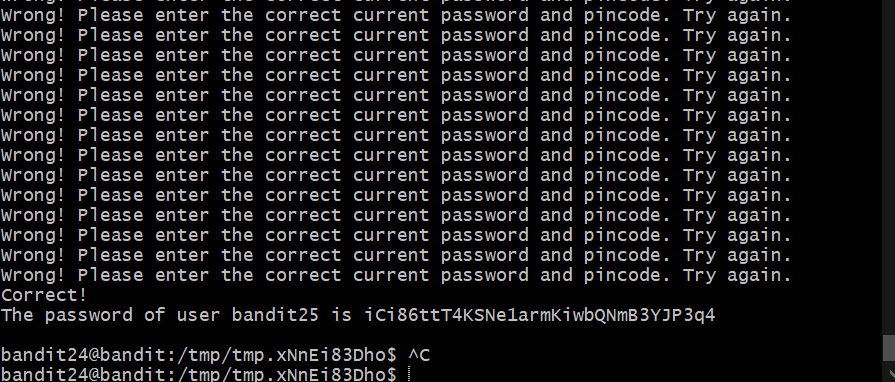 Wrong! Please enter the correct current password and pincode. Try again.
Wrong! Please enter the correct current password and pincode. Try again.
Wrong! Please enter the correct current password and pincode. Try again.
Wrong! Please enter the correct current password and pincode. Try again.
Wrong! Please enter the correct current password and pincode. Try again.
Wrong! Please enter the correct current password and pincode. Try again.
Wrong! Please enter the correct current password and pincode. Try again.
Wrong! Please enter the correct current password and pincode. Try again.
Wrong! Please enter the correct current password and pincode. Try again.
Wrong! Please enter the correct current password and pincode. Try again.
Wrong! Please enter the correct current password and pincode. Try again.
Wrong! Please enter the correct current password and pincode. Try again.
Wrong! Please enter the correct current password and pincode. Try again.
Wrong! Please enter the correct current password and pincode. Try again.
Correct!
The password of user bandit25 is iCi86ttT4KSNe1armKiwbQNmB3YJP3q4
bandit24@bandit:/tmp/tmp.xNnEi83Dho$ ^C
bandit24@bandit:/tmp/tmp.xNnEi83Dho$